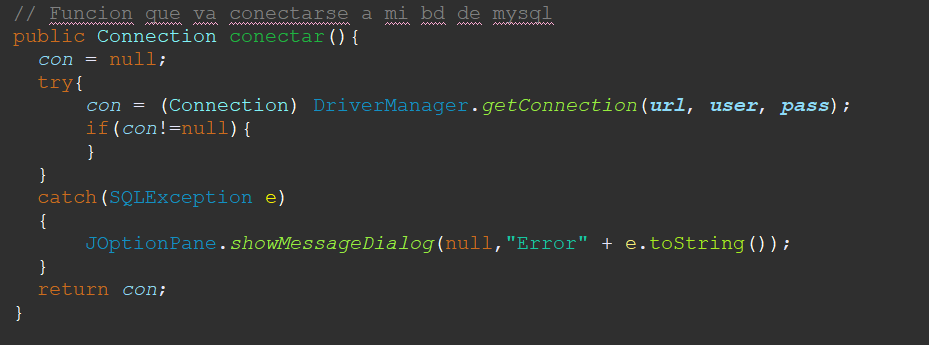 // Funcion que va conectarse a mi bd de mysql
public Connection conectar(){
con = null;
try{
con = (Connection) DriverManager.getConnection(url, user, pass);
if(con!=null){
}
}
catch(SQLException e)
{
JOptionPane.showMessageDialog(null,"Error" + e.toString());
}
return con;
}